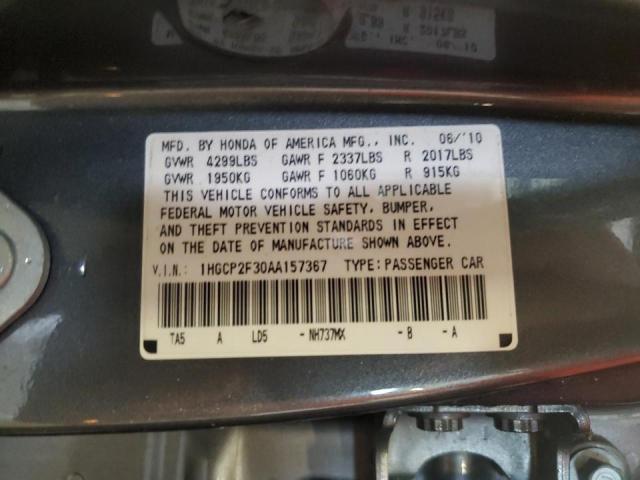 MFD. BY HONDA OF AMERICA MFG., INC. 06/'10
GVWR 4299LBS GAWR F 2337LBS R 2017LBS
GVWR 1950KG GAWR F 1060KG R 915KG
THIS VEHICLE CONFORMS TO ALL APPLICABLE
FEDERAL MOTOR VEHICLE SAFETY, BUMPER,
AND THEFT PREVENTION STANDARDS IN EFFECT
ON THE DATE OF MANUFACTURE SHOWN ABOVE.
V.I.N.: 1HGCP2F30AA157367 TYPE: PASSENGER CAR
TA5 A LD5 -NH737MX -B -A